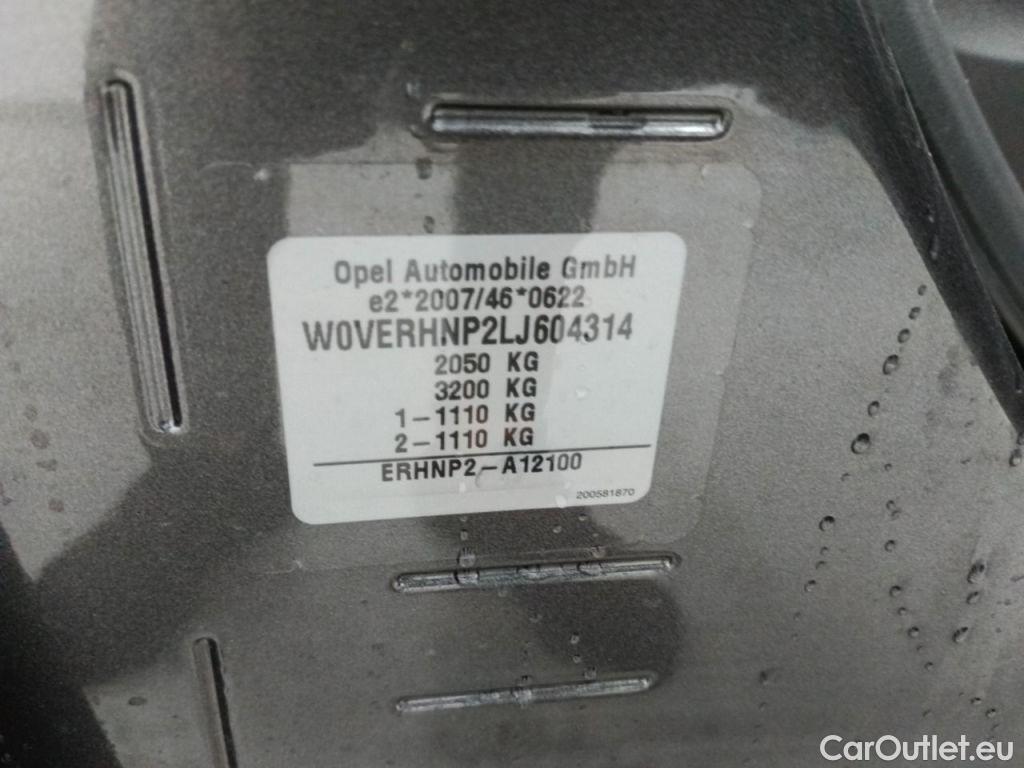 Opel Automobile GmbH
e2*2007/46*0622
W0VERHNP2LJ604314
2050 KG
3200 KG
1-1110 KG
2-1110 KG
ERHNP2-A12100
200581870
CarOutlet.eu